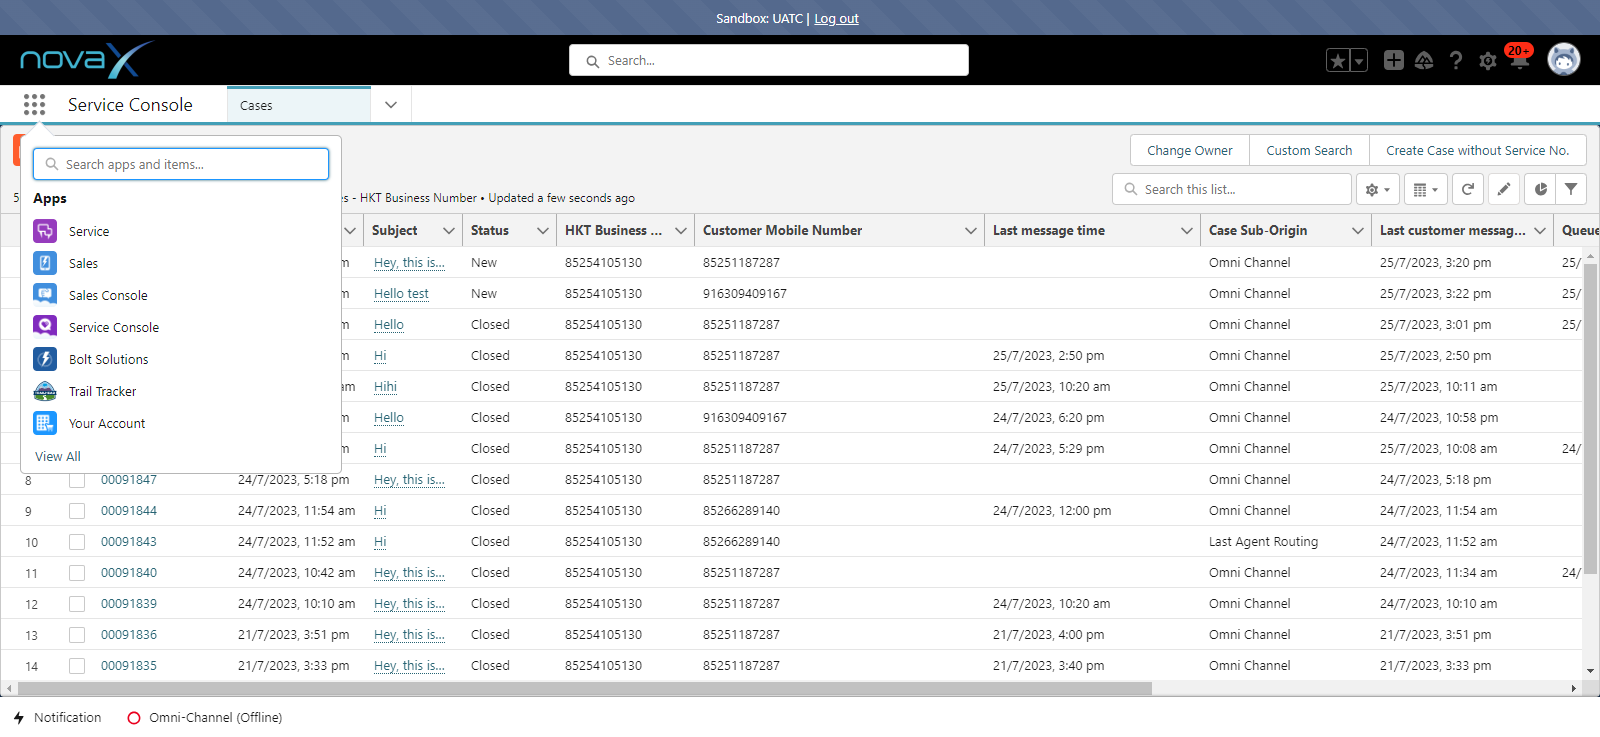 Sandbox: UATC | Log out
novaX
Search...
20+
Service Console
Cases
Search apps and items...
Apps
Service
Sales
Sales Console
Service Console
Bolt Solutions
Trail Tracker
Your Account
View All
Change Owner
Custom Search
Create Case without Service No.
5
s - HKT Business Number • Updated a few seconds ago
Search this list...
Subject Status HKT Business ... Customer Mobile Number Last message time Case Sub-Origin Last customer messag... Queue
m Hey, this is... New 85254105130 85251187287 Omni Channel 25/7/2023, 3:20 pm 25/
m Hello test New 85254105130 916309409167 Omni Channel 25/7/2023, 3:22 pm 25/
m Hello Closed 85254105130 85251187287 Omni Channel 25/7/2023, 3:01 pm 25/
m Hi Closed 85254105130 85251187287 25/7/2023, 2:50 pm Omni Channel 25/7/2023, 2:50 pm
am Hihi Closed 85254105130 85251187287 25/7/2023, 10:20 am Omni Channel 25/7/2023, 10:11 am
m Hello Closed 85254105130 916309409167 24/7/2023, 6:20 pm Omni Channel 24/7/2023, 10:58 pm
m Hi Closed 85254105130 85251187287 24/7/2023, 5:29 pm Omni Channel 25/7/2023, 10:08 am 24/
8 00091847 24/7/2023, 5:18 pm Hey, this is... Closed 85254105130 85251187287 Omni Channel 24/7/2023, 5:18 pm
9 00091844 24/7/2023, 11:54 am Hi Closed 85254105130 85266289140 24/7/2023, 12:00 pm Omni Channel 24/7/2023, 11:54 am
10 00091843 24/7/2023, 11:52 am Hi Closed 85254105130 85266289140 Last Agent Routing 24/7/2023, 11:52 am
11 00091840 24/7/2023, 10:42 am Hey, this is... Closed 85254105130 85251187287 Omni Channel 24/7/2023, 11:34 am 24/
12 00091839 24/7/2023, 10:10 am Hey, this is... Closed 85254105130 85251187287 24/7/2023, 10:20 am Omni Channel 24/7/2023, 10:10 am
13 00091836 21/7/2023, 3:51 pm Hey, this is... Closed 85254105130 85251187287 21/7/2023, 4:00 pm Omni Channel 21/7/2023, 3:51 pm
14 00091835 21/7/2023, 3:33 pm Hey, this is... Closed 85254105130 85251187287 21/7/2023, 3:40 pm Omni Channel 21/7/2023, 3:33 pm
Notification
Omni-Channel (Offline)